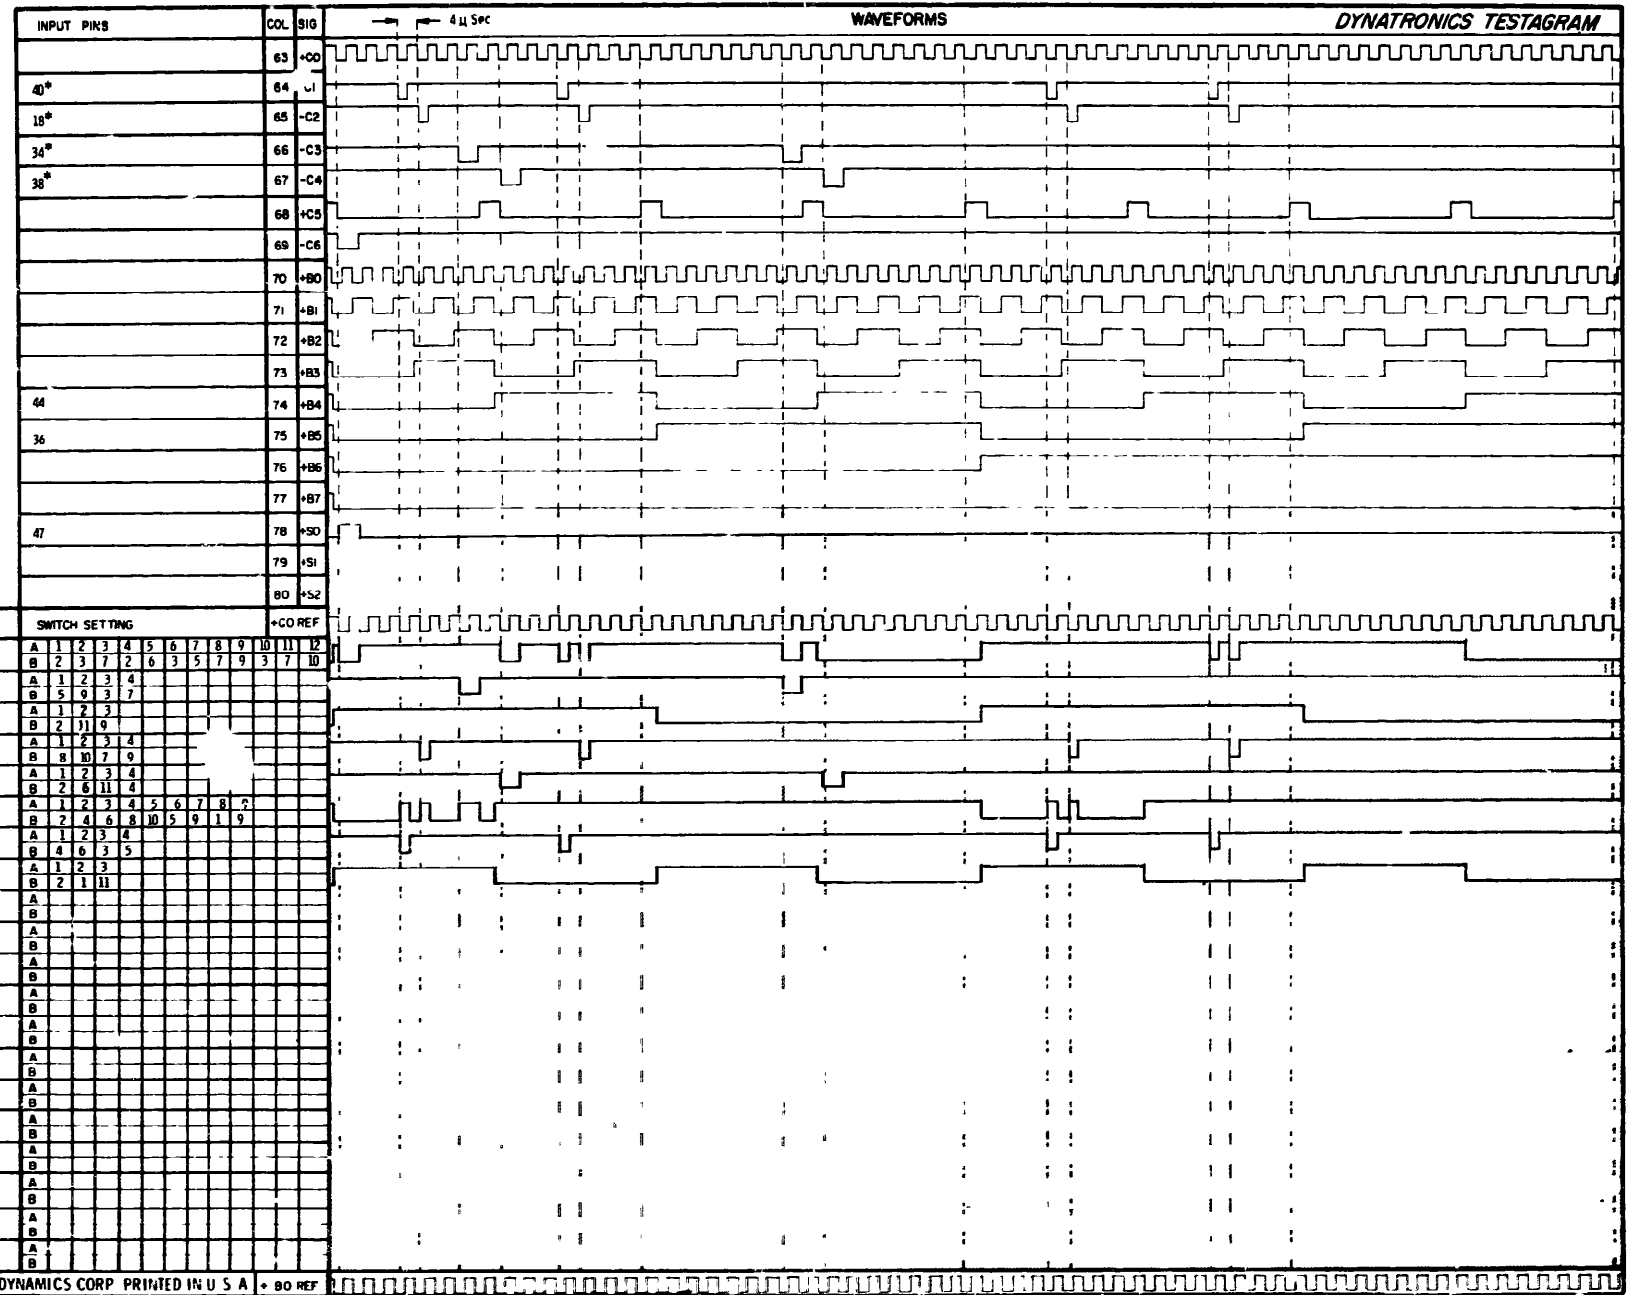 INPUT PINS COL SIG 4 μ Sec WAVEFORMS DYNATRONICS TESTAGRAM
63 +C0
40* 64
18* 65 -C2
34* 66 -C3
38* 67 -C4
68 +C5
69 -C6
70 +B0
71 +B1
72 +B2
73 +B3
44 74 +B4
36 75 +B5
76 +B6
77 +B7
47 78 +S0
79 +S1
80 +S2
SWITCH SETTING +CO REF
A 1 2 3 4 5 6 7 8 9 10 11 12
B 2 3 7 2 6 3 5 7 9 3 7 10
A 1 2 3 4
B 5 9 3 7
A 1 2 3
B 2 11 9
A 1 2 3 4
B 8 10 7 9
A 1 2 3 4
B 2 6 11 4
A 1 2 3 4 5 6 7 8
B 2 4 6 8 10 5 9 1 9
A 1 2 3 4
B 4 6 3 5
A 1 2 3
B 2 1 11
A
B
A
B
A
B
A
B
A
B
A
B
A
B
A
B
A
B
A
B
A
B
A
B
DYNAMICS CORP PRINTED IN U S A + BO REF